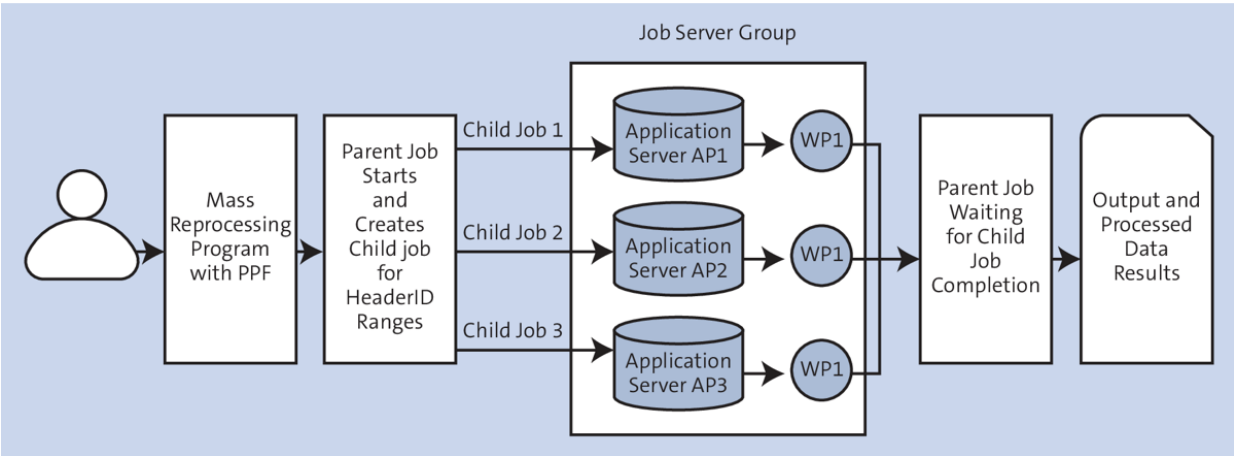 Job Server Group
Mass
Reprocessing
Program
with PPF
Parent Job
Starts
and
Creates
Child job
for
HeaderID
Ranges
Child Job 1
Child Job 2
Child Job 3
Application
Server AP1
WP1
Application
Server AP2
WP1
Application
Server AP3
WP1
Parent Job
Waiting
for Child
Job
Completion
Output and
Processed
Data
Results